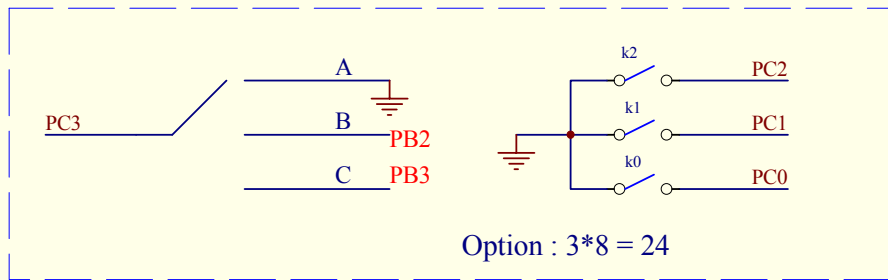 A
PC3
B
PB2
C
PB3
k2
PC2
k1
PC1
k0
PC0
Option : 3*8 = 24